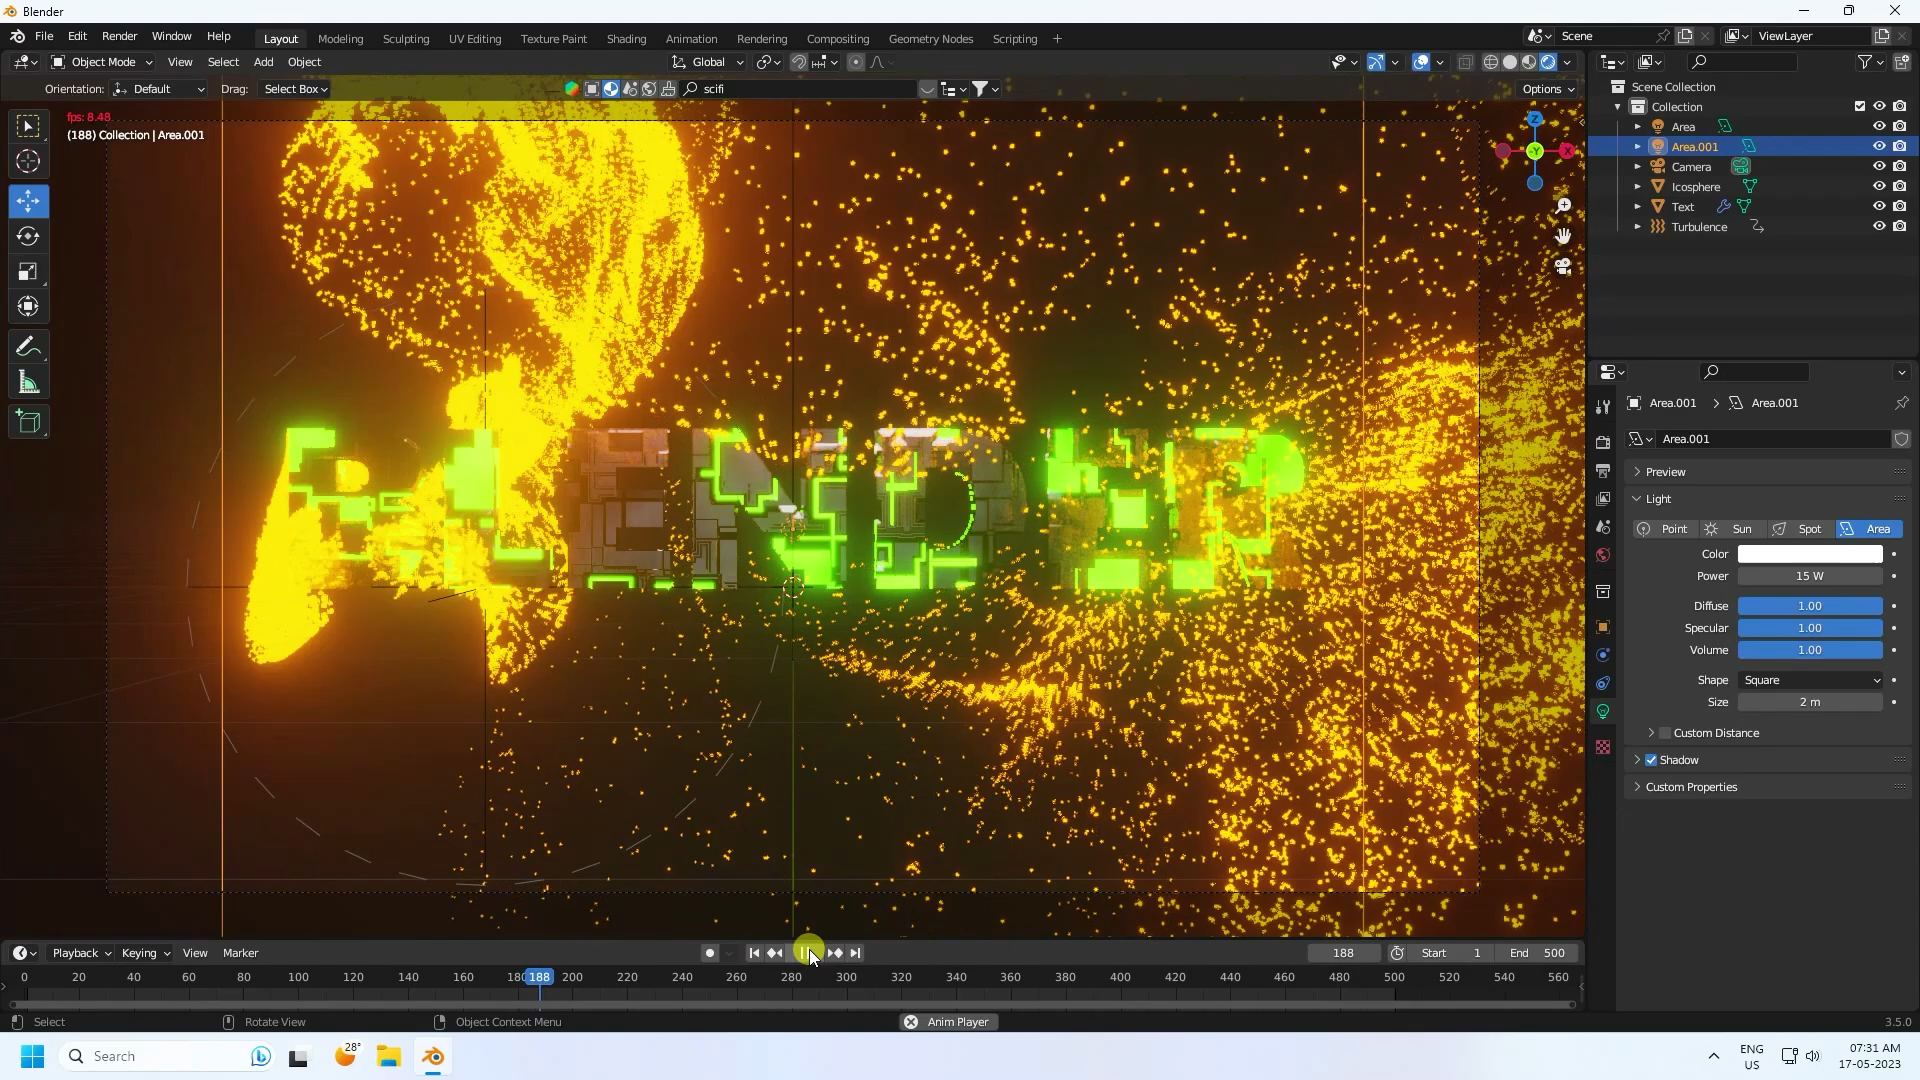 Blender
File Edit Render Window Help
Layout Modeling Sculpting UV Editing Texture Paint Shading Animation Rendering Compositing Geometry Nodes Scripting +
Scene
ViewLayer
Object Mode View Select Add Object
Global
Orientation: Default Drag: Select Box
scifi
Options
fps: 8.48
(188) Collection | Area.001
Z
-Y
X
Scene Collection
Collection
Area
Area.001
Camera
Icosphere
Text
Turbulence
Area.001 > Area.001
Area.001
Preview
Light
Point Sun Spot Area
Color
Power 15 W
Diffuse 1.00
Specular 1.00
Volume 1.00
Shape Square
Size 2 m
Custom Distance
Shadow
Custom Properties
Playback Keying View Marker
188 Start 1 End 500
0 20 40 60 80 100 120 140 160 180 188 200 220 240 260 280 300 320 340 360 380 400 420 440 460 480 500 520 540 560
Select Rotate View Object Context Menu
Anim Player
3.5.0
Search
28°
ENG
US
07:31 AM
17-05-2023